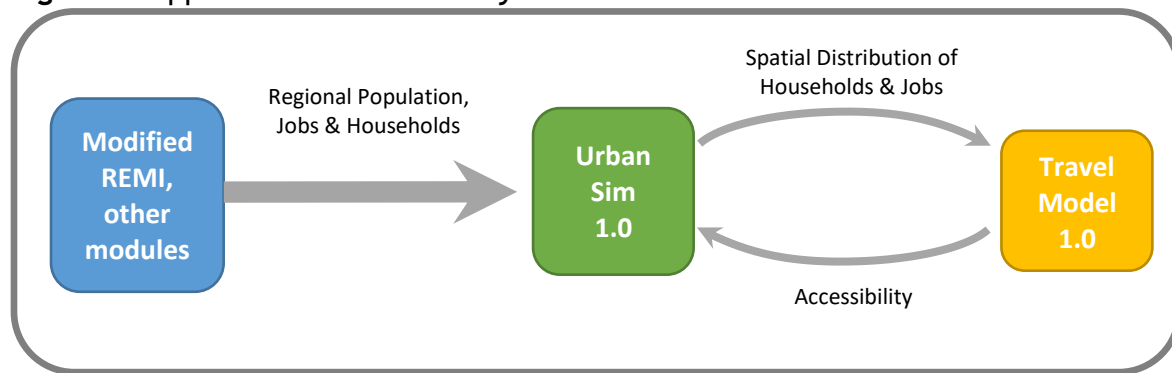 Regional Population,
Jobs & Households
Spatial Distribution of
Households & Jobs
Modified
REMI,
other
modules
Urban
Sim
1.0
Travel
Model
1.0
Accessibility